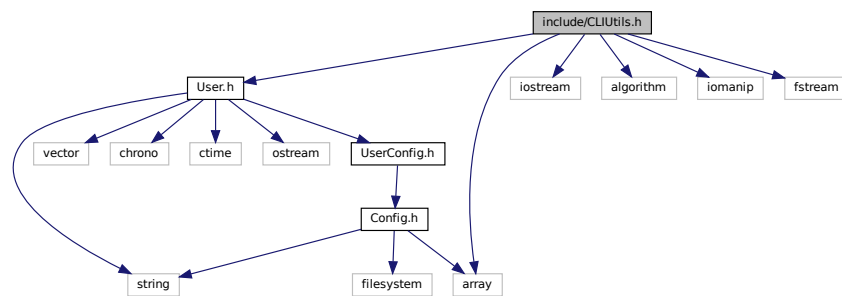 include/CLIUtils.h
User.h
iostream
algorithm
iomanip
fstream
vector
chrono
ctime
ostream
UserConfig.h
Config.h
string
filesystem
array